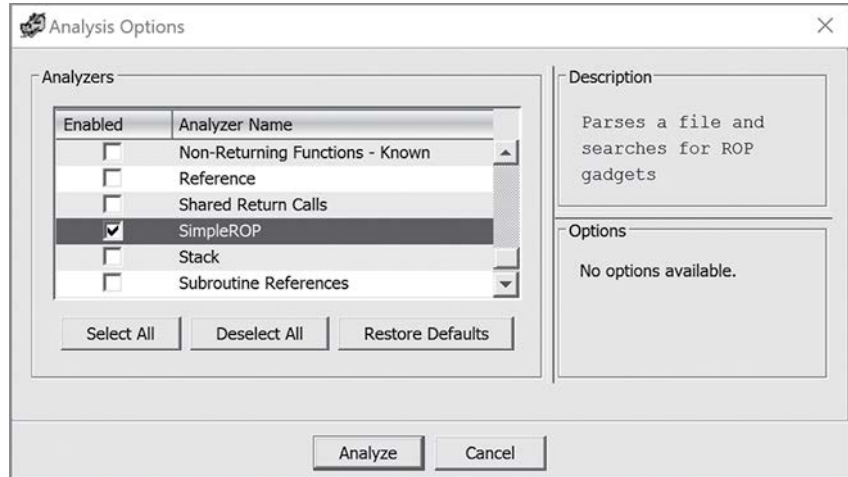 Analysis Options
Analyzers
Enabled Analyzer Name
Non-Returning Functions - Known
Reference
Shared Return Calls
SimpleROP
Stack
Subroutine References
Select All Deselect All Restore Defaults
Description
Parses a file and
searches for ROP
gadgets
Options
No options available.
Analyze Cancel